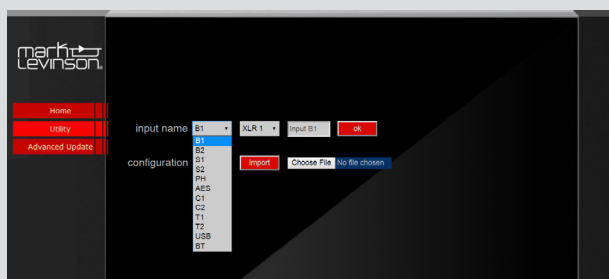 mark
Levinson.
Home
Utility
Advanced Update
input name B1 XLR 1 Input B1 ok
B1
B2
S1
S2
PH
AES
C1
C2
T1
T2
USB
BT
configuration Import Choose File No file chosen